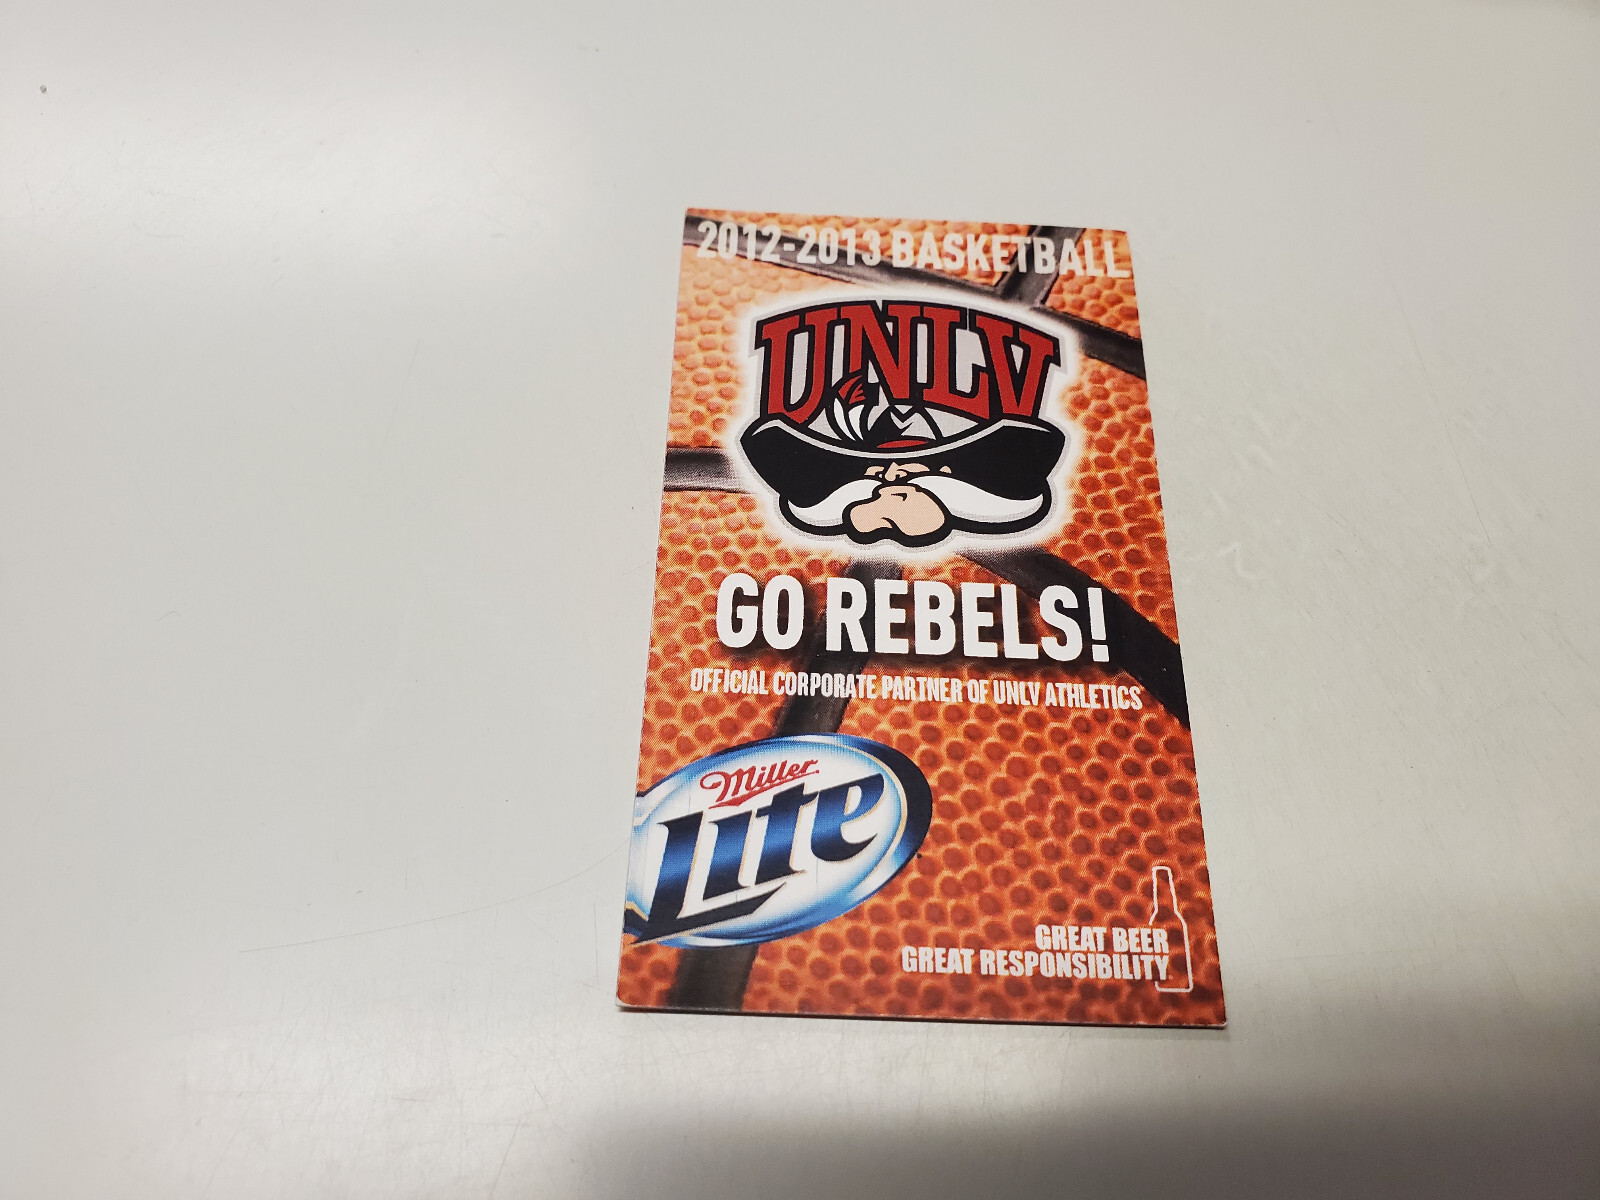 2012-2013 BASKETBALL
UNLV
GO REBELS!
OFFICIAL CORPORATE PARTNER OF UNLV ATHLETICS
Miller
Lite
GREAT BEER
GREAT RESPONSIBILITY